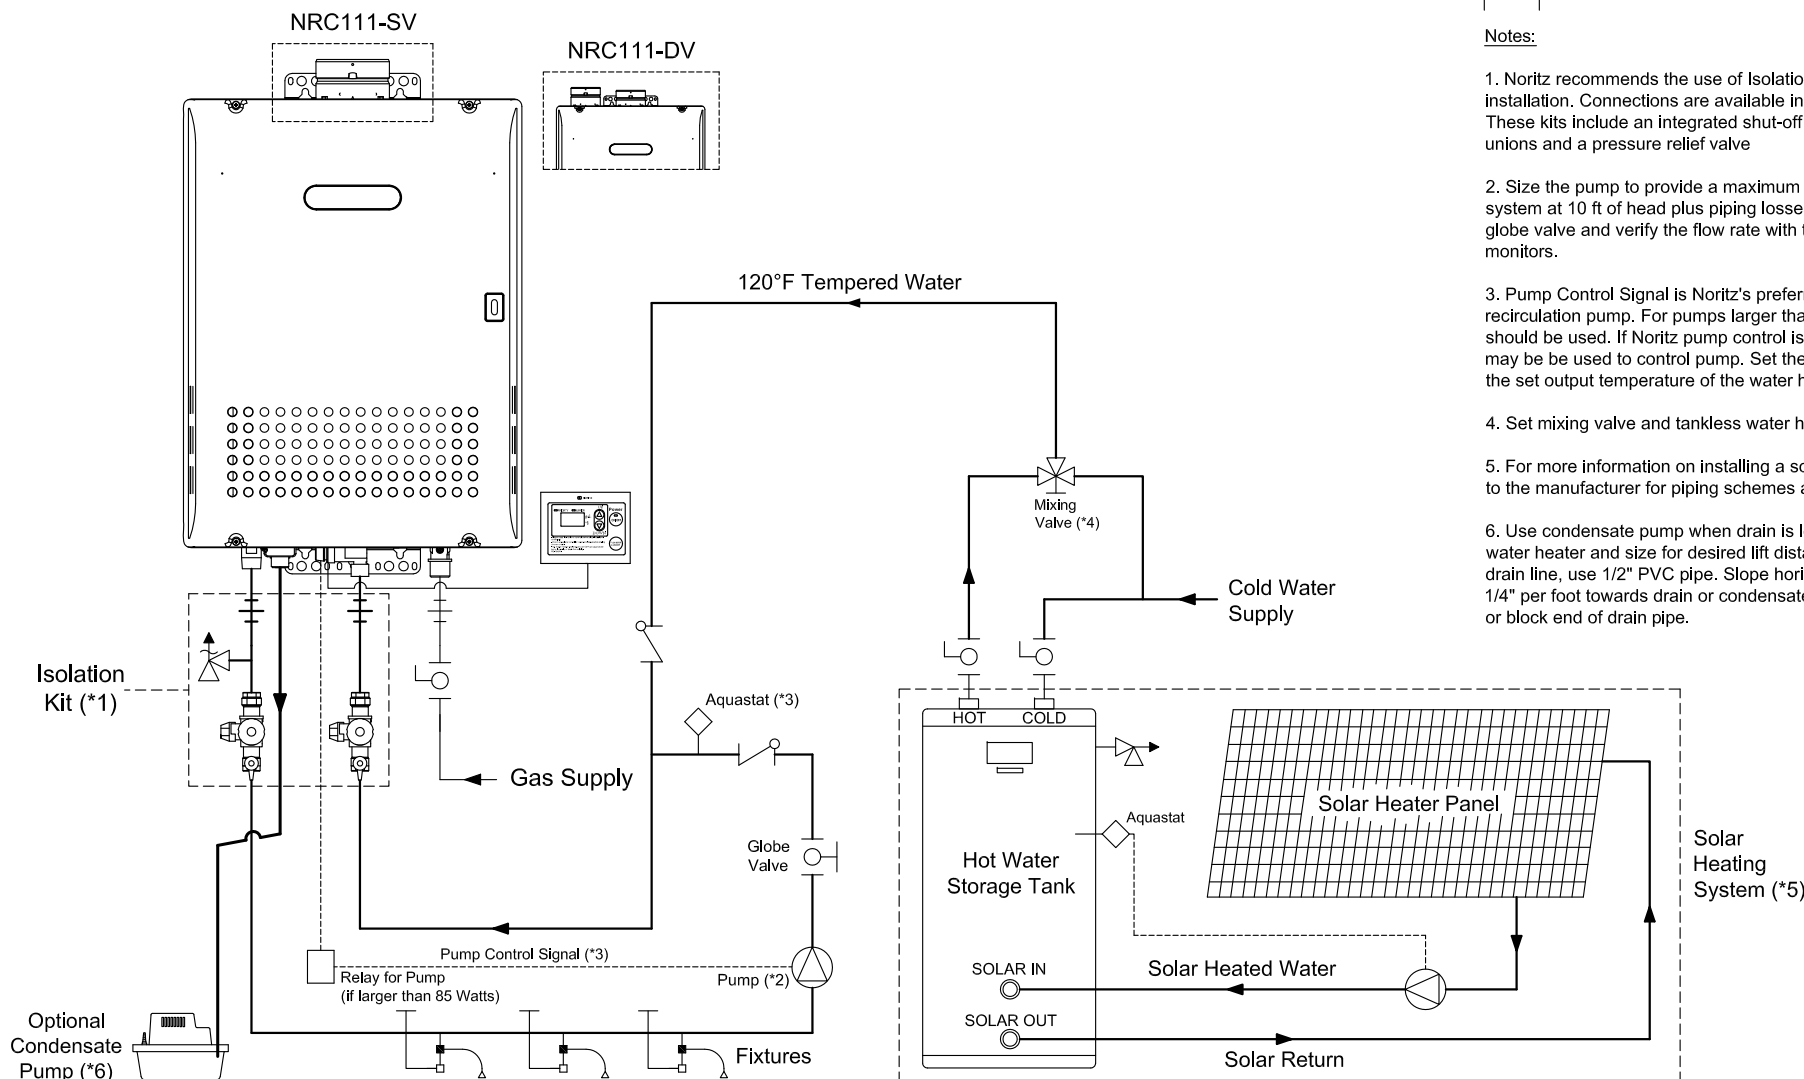 NRC111-SV
NRC111-DV
120°F Tempered Water
Mixing
Valve (*4)
Cold Water
Supply
Isolation
Kit (*1)
Aquastat (*3)
Gas Supply
HOT
COLD
Globe
Valve
Aquastat
Solar Heater Panel
Hot Water
Storage Tank
Solar
Heating
System (*5)
Pump Control Signal (*3)
Relay for Pump
(if larger than 85 Watts)
Pump (*2)
SOLAR IN
Solar Heated Water
SOLAR OUT
Solar Return
Optional
Condensate
Pump (*6)
Fixtures
Notes:
1. Noritz recommends the use of Isolatio
installation. Connections are available in
These kits include an integrated shut-off
unions and a pressure relief valve
2. Size the pump to provide a maximum
system at 10 ft of head plus piping losse
globe valve and verify the flow rate with t
monitors.
3. Pump Control Signal is Noritz's preferr
recirculation pump. For pumps larger tha
should be used. If Noritz pump control is
may be be used to control pump. Set the
the set output temperature of the water h
4. Set mixing valve and tankless water h
5. For more information on installing a so
to the manufacturer for piping schemes a
6. Use condensate pump when drain is l
water heater and size for desired lift dista
drain line, use 1/2" PVC pipe. Slope hori
1/4" per foot towards drain or condensate
or block end of drain pipe.